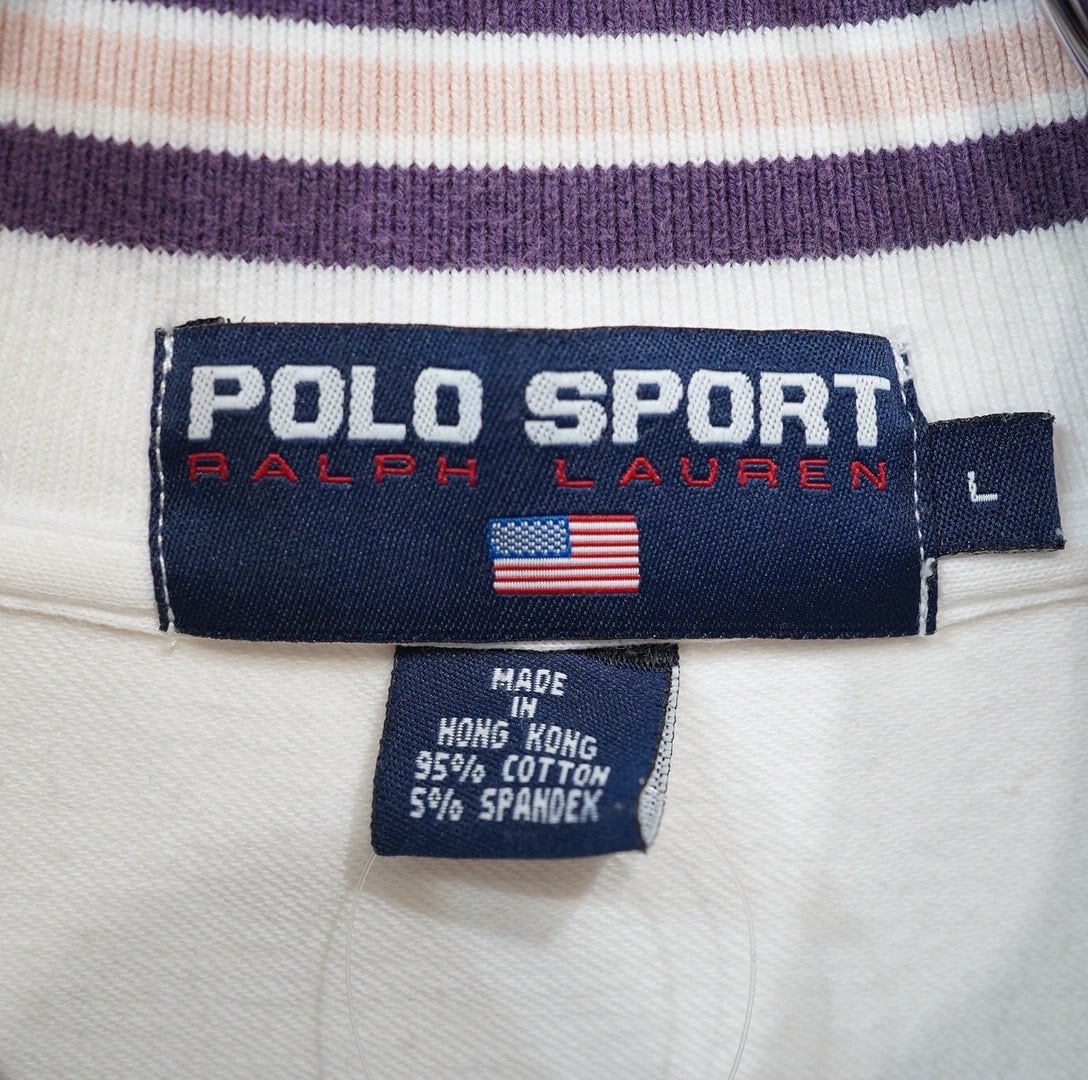 POLO SPORT
RALPH LAUREN
L
MADE
IN
HONG KONG
95% COTTON
5% SPANDEX